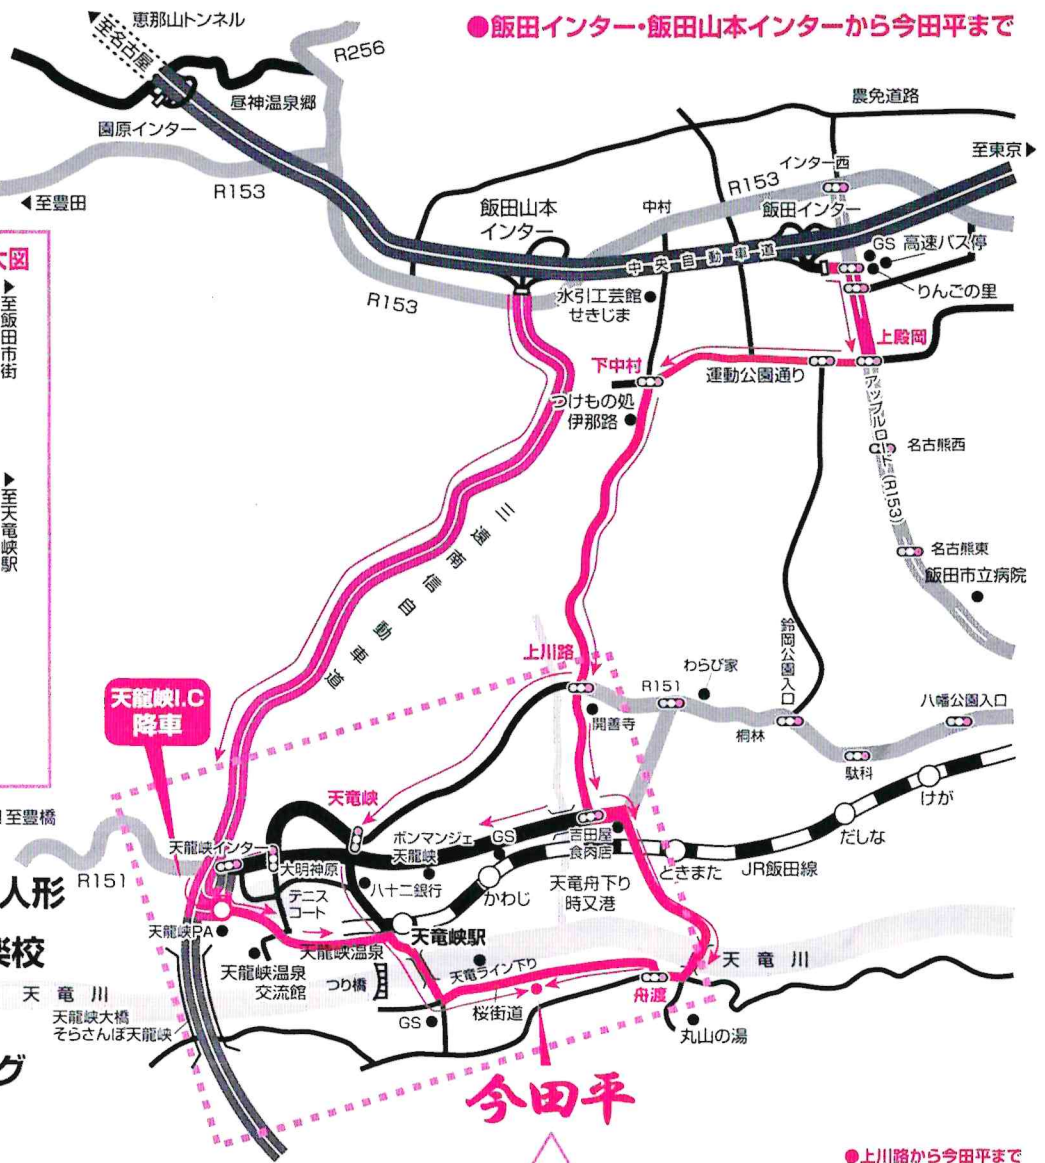 ●飯田インター・飯田山本インターから今田平まで
恵那山トンネル
至名古屋
R256
昼神温泉郷
園原インター
農免道路
至東京▶
インター西
R153
◀至豊田
R153
飯田山本
インター
中村
飯田インター
GS
高速バス停
中央自動車道
りんごの里
大図
▶至飯田市街
R153
水引工芸館
せきじま
上殿岡
下中村
運動公園通り
つけもの処
伊那路
アップルロード(R153)
名古熊西
▶至天竜峡駅
三遠南信自動車道
名古熊東
飯田市立病院
鈴岡公園入口
上川路
わらび家
R151
八幡公園入口
天龍峡I.C
降車
開善寺
桐林
駄科
至豊橋
天竜峡
けが
ボンマンジェ
天龍峡
GS
吉田屋
食肉店
だしな
天龍峡インター
大明神原
ときまた
JR飯田線
R151
八十二銀行
かわじ
天竜舟下り
時又港
人形
テニス
コート
天龍峡PA
天龍峡温泉
天竜峡駅
楽校
天龍峡温泉
交流館
つり橋
天竜ライン下り
天竜川
天竜川
舟渡
桜街道
天龍峡大橋
そらさんぽ天龍峡
GS
丸山の湯
グ
今田平
●上川路から今田平まで